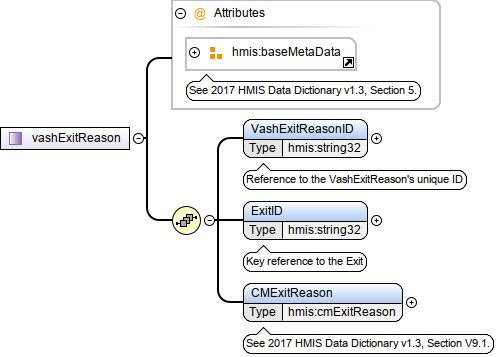 Attributes
hmis:baseMetaData
See 2017 HMIS Data Dictionary v1.3, Section 5.
vashExitReason
VashExitReasonID
Type hmis:string32
Reference to the VashExitReason's unique ID
ExitID
Type hmis:string32
Key reference to the Exit
CMExitReason
Type hmis:cmExitReason
See 2017 HMIS Data Dictionary v1.3, Section V9.1.